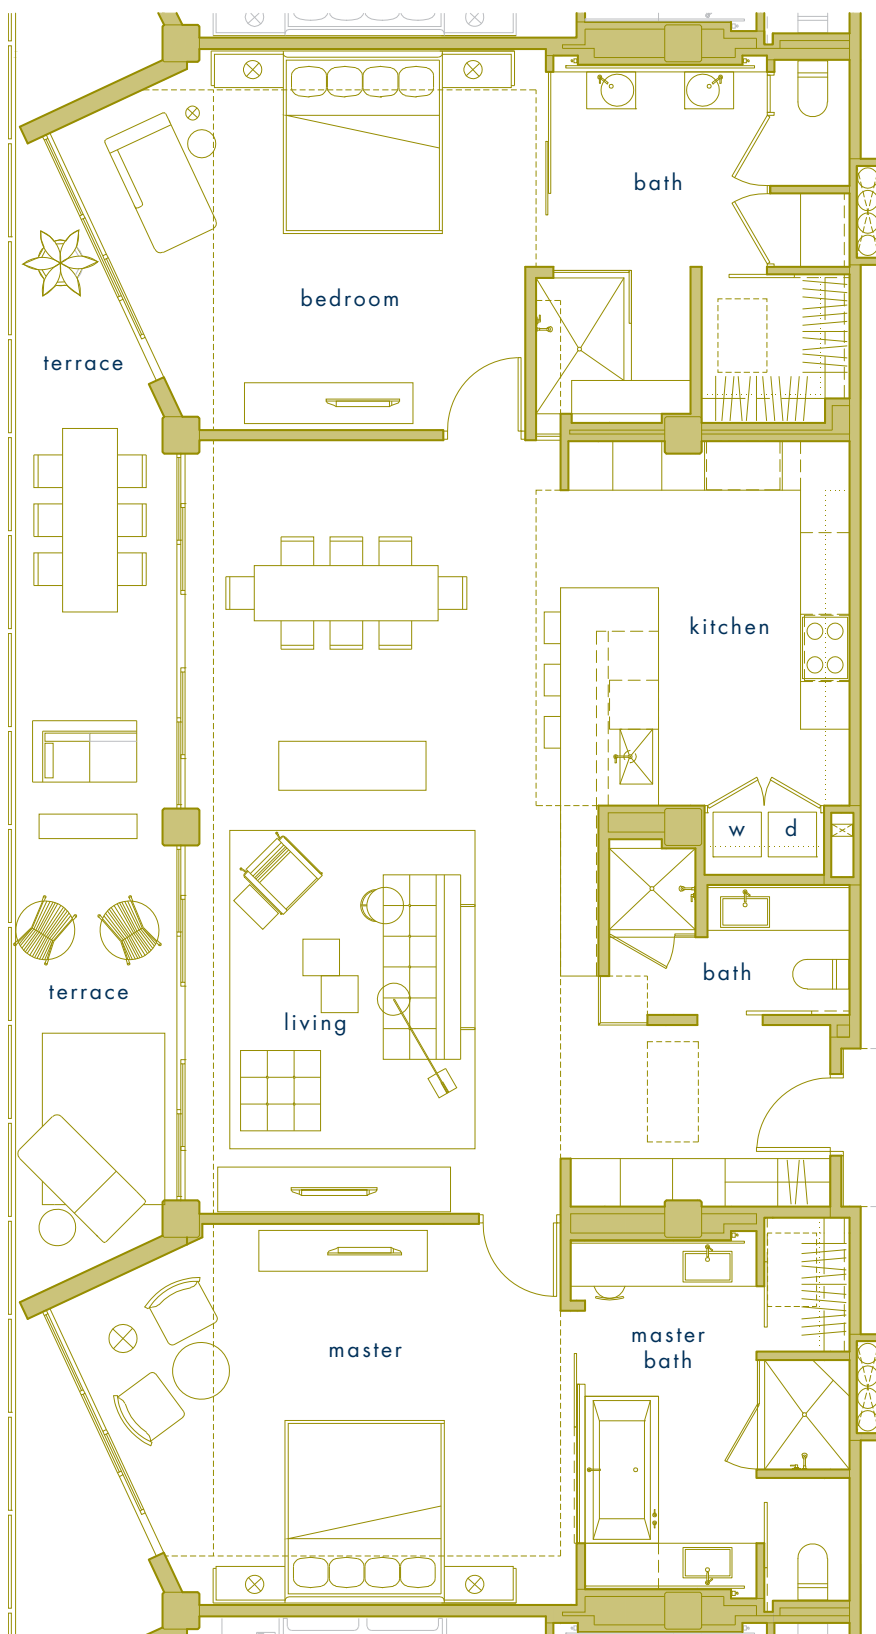 bath
bedroom
terrace
kitchen
w d
bath
terrace
living
master
bath
master